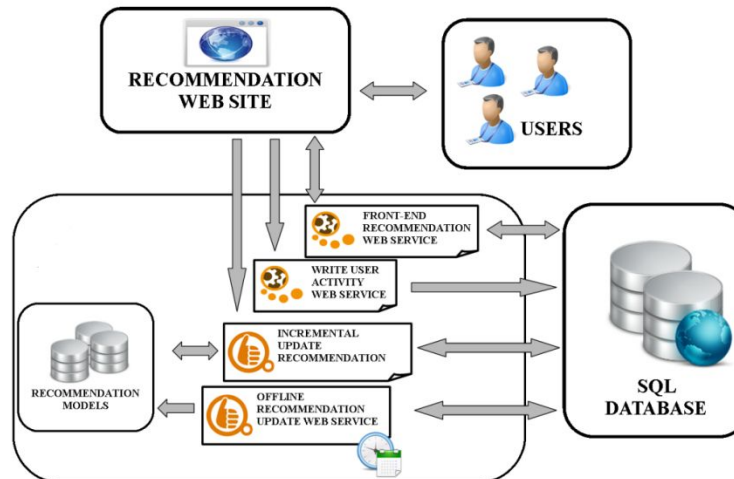 RECOMMENDATION
WEB SITE
USERS
FRONT-END
RECOMMENDATION
WEB SERVICE
WRITE USER
ACTIVITY
WEB SERVICE
INCREMENTAL
UPDATE
RECOMMENDATION
OFFLINE
RECOMMENDATION
UPDATE WEB SERVICE
RECOMMENDATION
MODELS
SQL
DATABASE